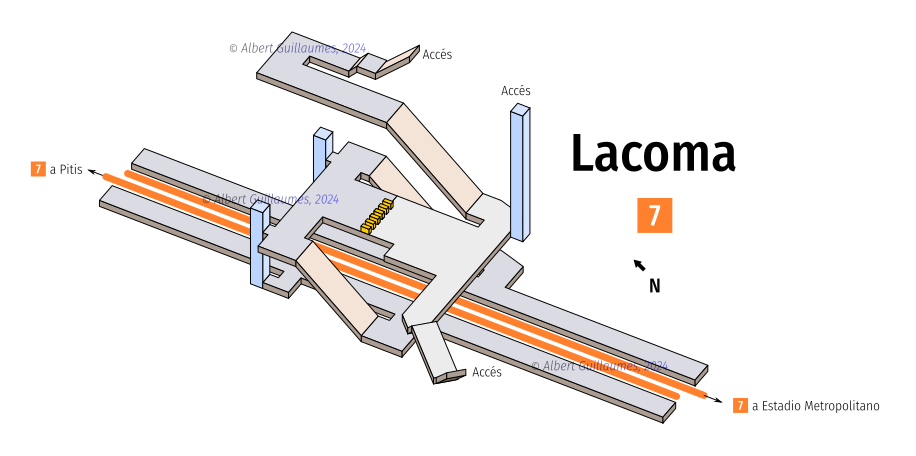 © Albert Guillaumes, 2024
Accés
Accés
Lacoma
7 a Pitis
© Albert Guillaumes, 2024
7
N
© Albert Guillaumes, 2024
Accés
7 a Estadio Metropolitano